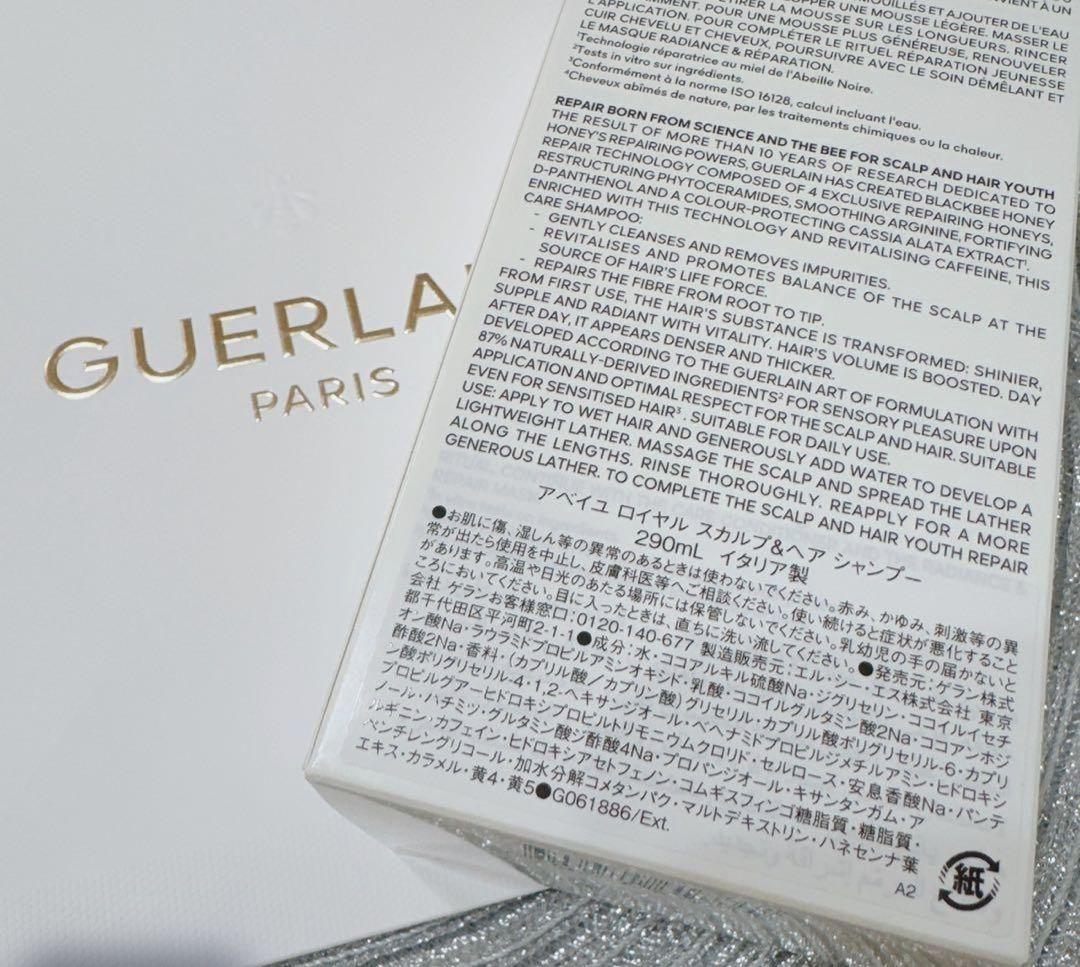 GUERLA
PARIS
MOUILLÉS ET AJOUTER DE L'EAU
OPPER UNE MOUSSE LÉGÈRE. MASSER LE
ÉTIRER LA MOUSSE SUR LES LONGUEURS. RINCER
POUR UNE MOUSSE PLUS GÉNÉREUSE, RENOUVELER
L'APPLICATION. POUR COMPLÉTER LE RITUEL RÉPARATION JEUNESSE
CUIR CHEVELU ET CHEVEUX, POURSUIVRE AVEC LE SOIN DÉMÊLANT ET
LE MASQUE RADIANCE & RÉPARATION.
¹Technologie réparatrice au miel de l'Abeille Noire.
²Tests in vitro sur ingrédients.
³Conformément à la norme ISO 16128, calcul incluant l'eau.
⁴Cheveux abîmés de nature, par les traitements chimiques ou la chaleur.
REPAIR BORN FROM SCIENCE AND THE BEE FOR SCALP AND HAIR YOUTH
THE RESULT OF MORE THAN 10 YEARS OF RESEARCH DEDICATED TO
HONEY'S REPAIRING POWERS, GUERLAIN HAS CREATED BLACKBEE HONEY
REPAIR TECHNOLOGY COMPOSED OF 4 EXCLUSIVE REPAIRING HONEYS,
RESTRUCTURING PHYTOCERAMIDES, SMOOTHING ARGININE, FORTIFYING
D-PANTHENOL AND A COLOUR-PROTECTING CASSIA ALATA EXTRACT¹.
ENRICHED WITH THIS TECHNOLOGY AND REVITALISING CAFFEINE, THIS
CARE SHAMPOO:
- GENTLY CLEANSES AND REMOVES IMPURITIES.
- REVITALISES AND PROMOTES BALANCE OF THE SCALP AT THE
SOURCE OF HAIR'S LIFE FORCE.
- REPAIRS THE FIBRE FROM ROOT TO TIP.
FROM FIRST USE, THE HAIR'S SUBSTANCE IS TRANSFORMED: SHINIER,
SUPPLE AND RADIANT WITH VITALITY. HAIR'S VOLUME IS BOOSTED. DAY
AFTER DAY, IT APPEARS DENSER AND THICKER.
DEVELOPED ACCORDING TO THE GUERLAIN ART OF FORMULATION WITH
87% NATURALLY-DERIVED INGREDIENTS² FOR SENSORY PLEASURE UPON
APPLICATION AND OPTIMAL RESPECT FOR THE SCALP AND HAIR. SUITABLE
EVEN FOR SENSITISED HAIR³. SUITABLE FOR DAILY USE.
USE: APPLY TO WET HAIR AND GENEROUSLY ADD WATER TO DEVELOP A
LIGHTWEIGHT LATHER. MASSAGE THE SCALP AND SPREAD THE LATHER
ALONG THE LENGTHS. RINSE THOROUGHLY. REAPPLY FOR A MORE
GENEROUS LATHER. TO COMPLETE THE SCALP AND HAIR YOUTH REPAIR
アベイユ ロイヤル スカルプ&ヘア シャンプー
290mL イタリア製
●お肌に傷、湿しん等の異常のあるときは使わないでください。赤み、かゆみ、刺激等の異
常が出たら使用を中止し、皮膚科医等へご相談ください。使い続けると症状が悪化すること
があります。高温や日光のあたる場所には保管しないでください。乳幼児の手の届かないと
ころにおいてください。目に入ったときは、直ちに洗い流してください。●発売元:ゲラン株式
会社 ゲランお客様窓口:0120-140-677 製造販売元:エル・シー・エス株式会社 東京
都千代田区平河町2-1-1●成分:水・ココアルキル硫酸Na・ジグリセリン・ココイルイセチ
オン酸Na・ラウラミドプロピルアミンオキシド・乳酸・ココイルグルタミン酸2Na・ココアンホジ
酢酸2Na・香料・(カプリル酸/カプリン酸)グリセリル・カプリル酸ポリグリセリル-6・カプリ
ン酸ポリグリセリル-4・1,2-ヘキサンジオール・ベヘナミドプロピルジメチルアミン・ヒドロキシ
プロピルグアーヒドロキシプロピルトリモニウムクロリド・セルロース・安息香酸Na・パンテ
ノール・ハチミツ・グルタミン酸ジ酢酸4Na・プロパンジオール・キサンタンガム・ア
ルギニン・カフェイン・ヒドロキシアセトフェノン・コムギスフィンゴ糖脂質・糖脂質・
ペンチレングリコール・加水分解コメタンパク・マルトデキストリン・ハネセンナ葉
エキス・カラメル・黄4・黄5●G061886/Ext.
A2
紙